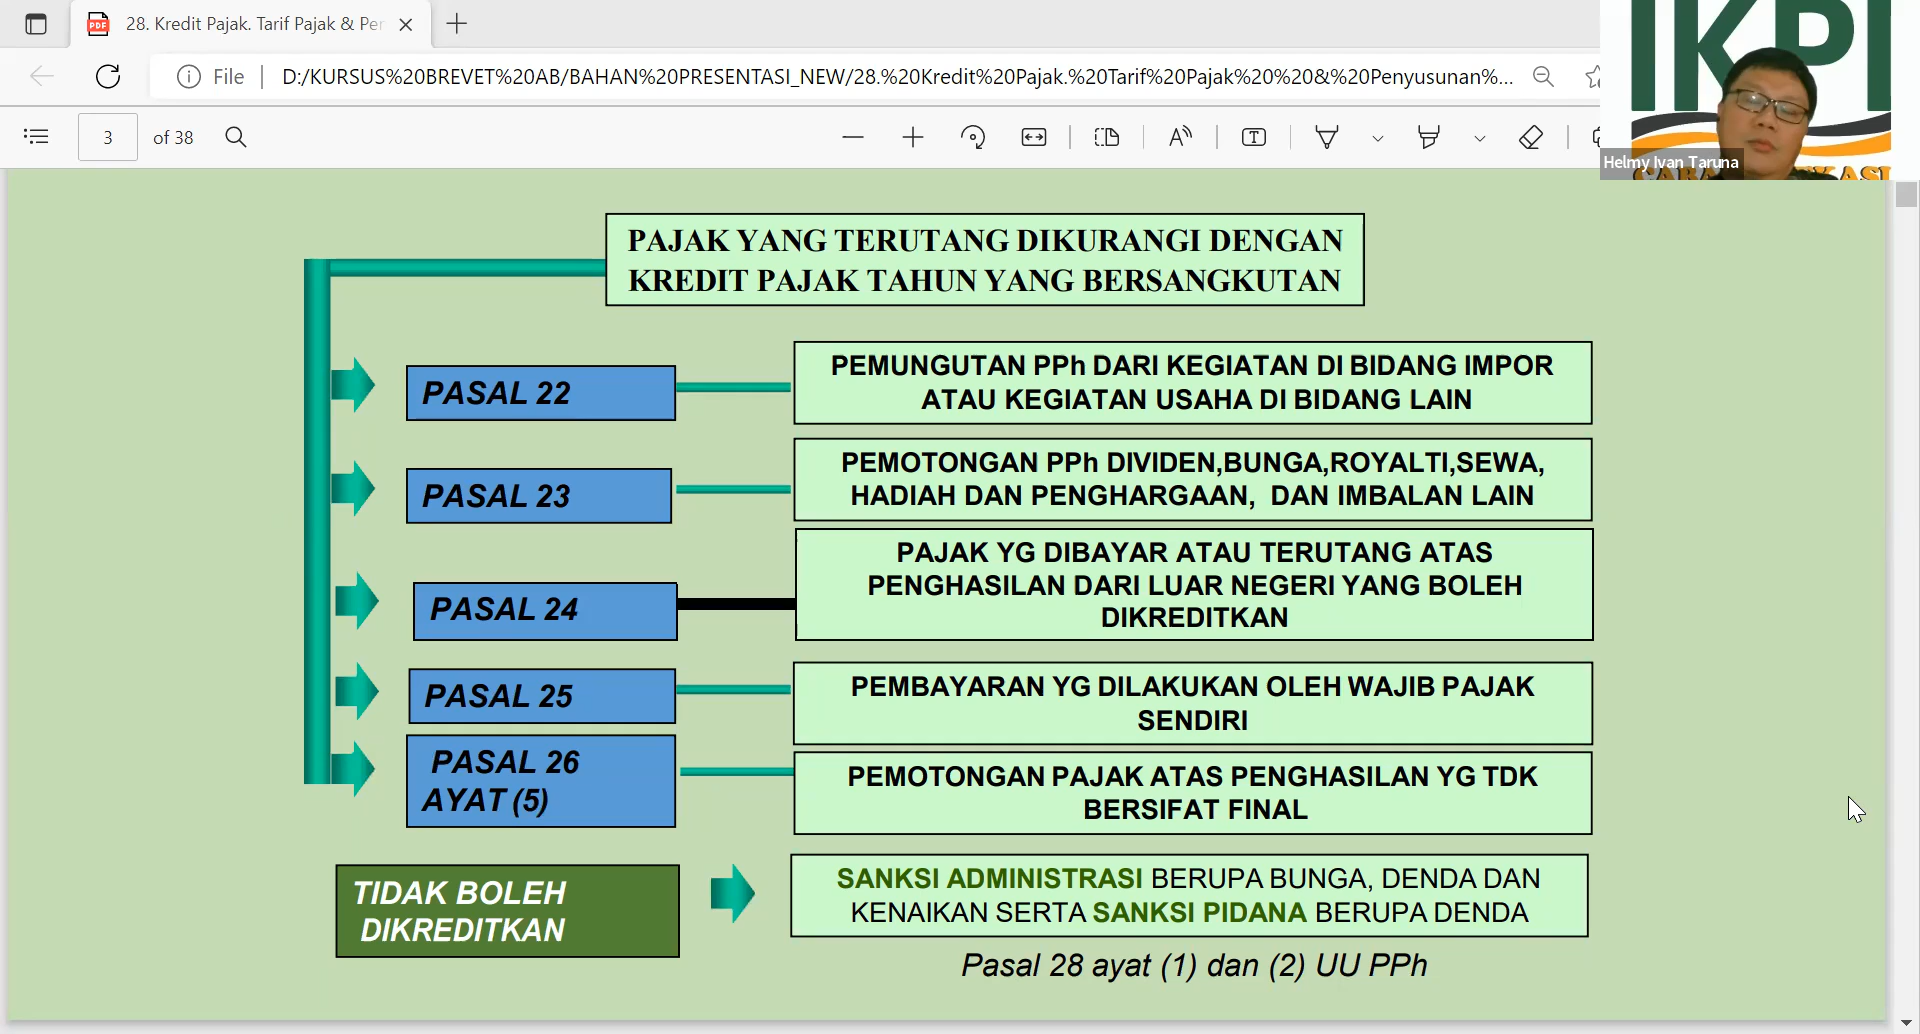 28. Kredit Pajak. Tarif Pajak & Per
File
D:/KURSUS%20BREVET%20AB/BAHAN%20PRESENTASI_NEW/28.%20Kredit%20Pajak.%20Tarif%20Pajak%20%20&%20Penyusunan%...
3 of 38
IKPI
Helmy Ivan Taruna
PAJAK YANG TERUTANG DIKURANGI DENGAN
KREDIT PAJAK TAHUN YANG BERSANGKUTAN
PASAL 22
PEMUNGUTAN PPh DARI KEGIATAN DI BIDANG IMPOR
ATAU KEGIATAN USAHA DI BIDANG LAIN
PASAL 23
PEMOTONGAN PPh DIVIDEN,BUNGA,ROYALTI,SEWA,
HADIAH DAN PENGHARGAAN, DAN IMBALAN LAIN
PASAL 24
PAJAK YG DIBAYAR ATAU TERUTANG ATAS
PENGHASILAN DARI LUAR NEGERI YANG BOLEH
DIKREDITKAN
PASAL 25
PEMBAYARAN YG DILAKUKAN OLEH WAJIB PAJAK
SENDIRI
PASAL 26
AYAT (5)
PEMOTONGAN PAJAK ATAS PENGHASILAN YG TDK
BERSIFAT FINAL
TIDAK BOLEH
DIKREDITKAN
SANKSI ADMINISTRASI BERUPA BUNGA, DENDA DAN
KENAIKAN SERTA SANKSI PIDANA BERUPA DENDA
Pasal 28 ayat (1) dan (2) UU PPh